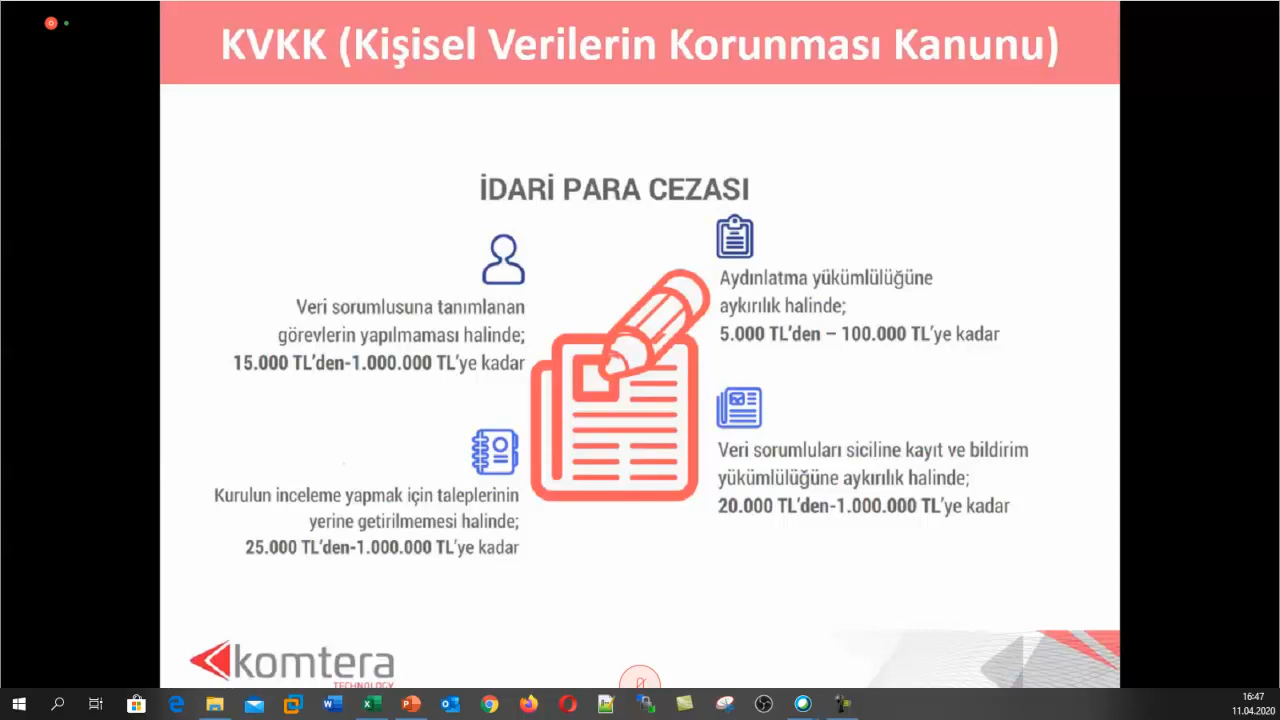 KVKK (Kişisel Verilerin Korunması Kanunu)
İDARİ PARA CEZASI
Veri sorumlusuna tanımlanan
görevlerin yapılmaması halinde;
15.000 TL’den-1.000.000 TL’ye kadar
Aydınlatma yükümlülüğüne
aykırılık halinde;
5.000 TL’den – 100.000 TL’ye kadar
Kurulun inceleme yapmak için taleplerinin
yerine getirilmemesi halinde;
25.000 TL’den-1.000.000 TL’ye kadar
Veri sorumluları siciline kayıt ve bildirim
yükümlülüğüne aykırılık halinde;
20.000 TL’den-1.000.000 TL’ye kadar
komtera
TECHNOLOGY
16:47
11.04.2020